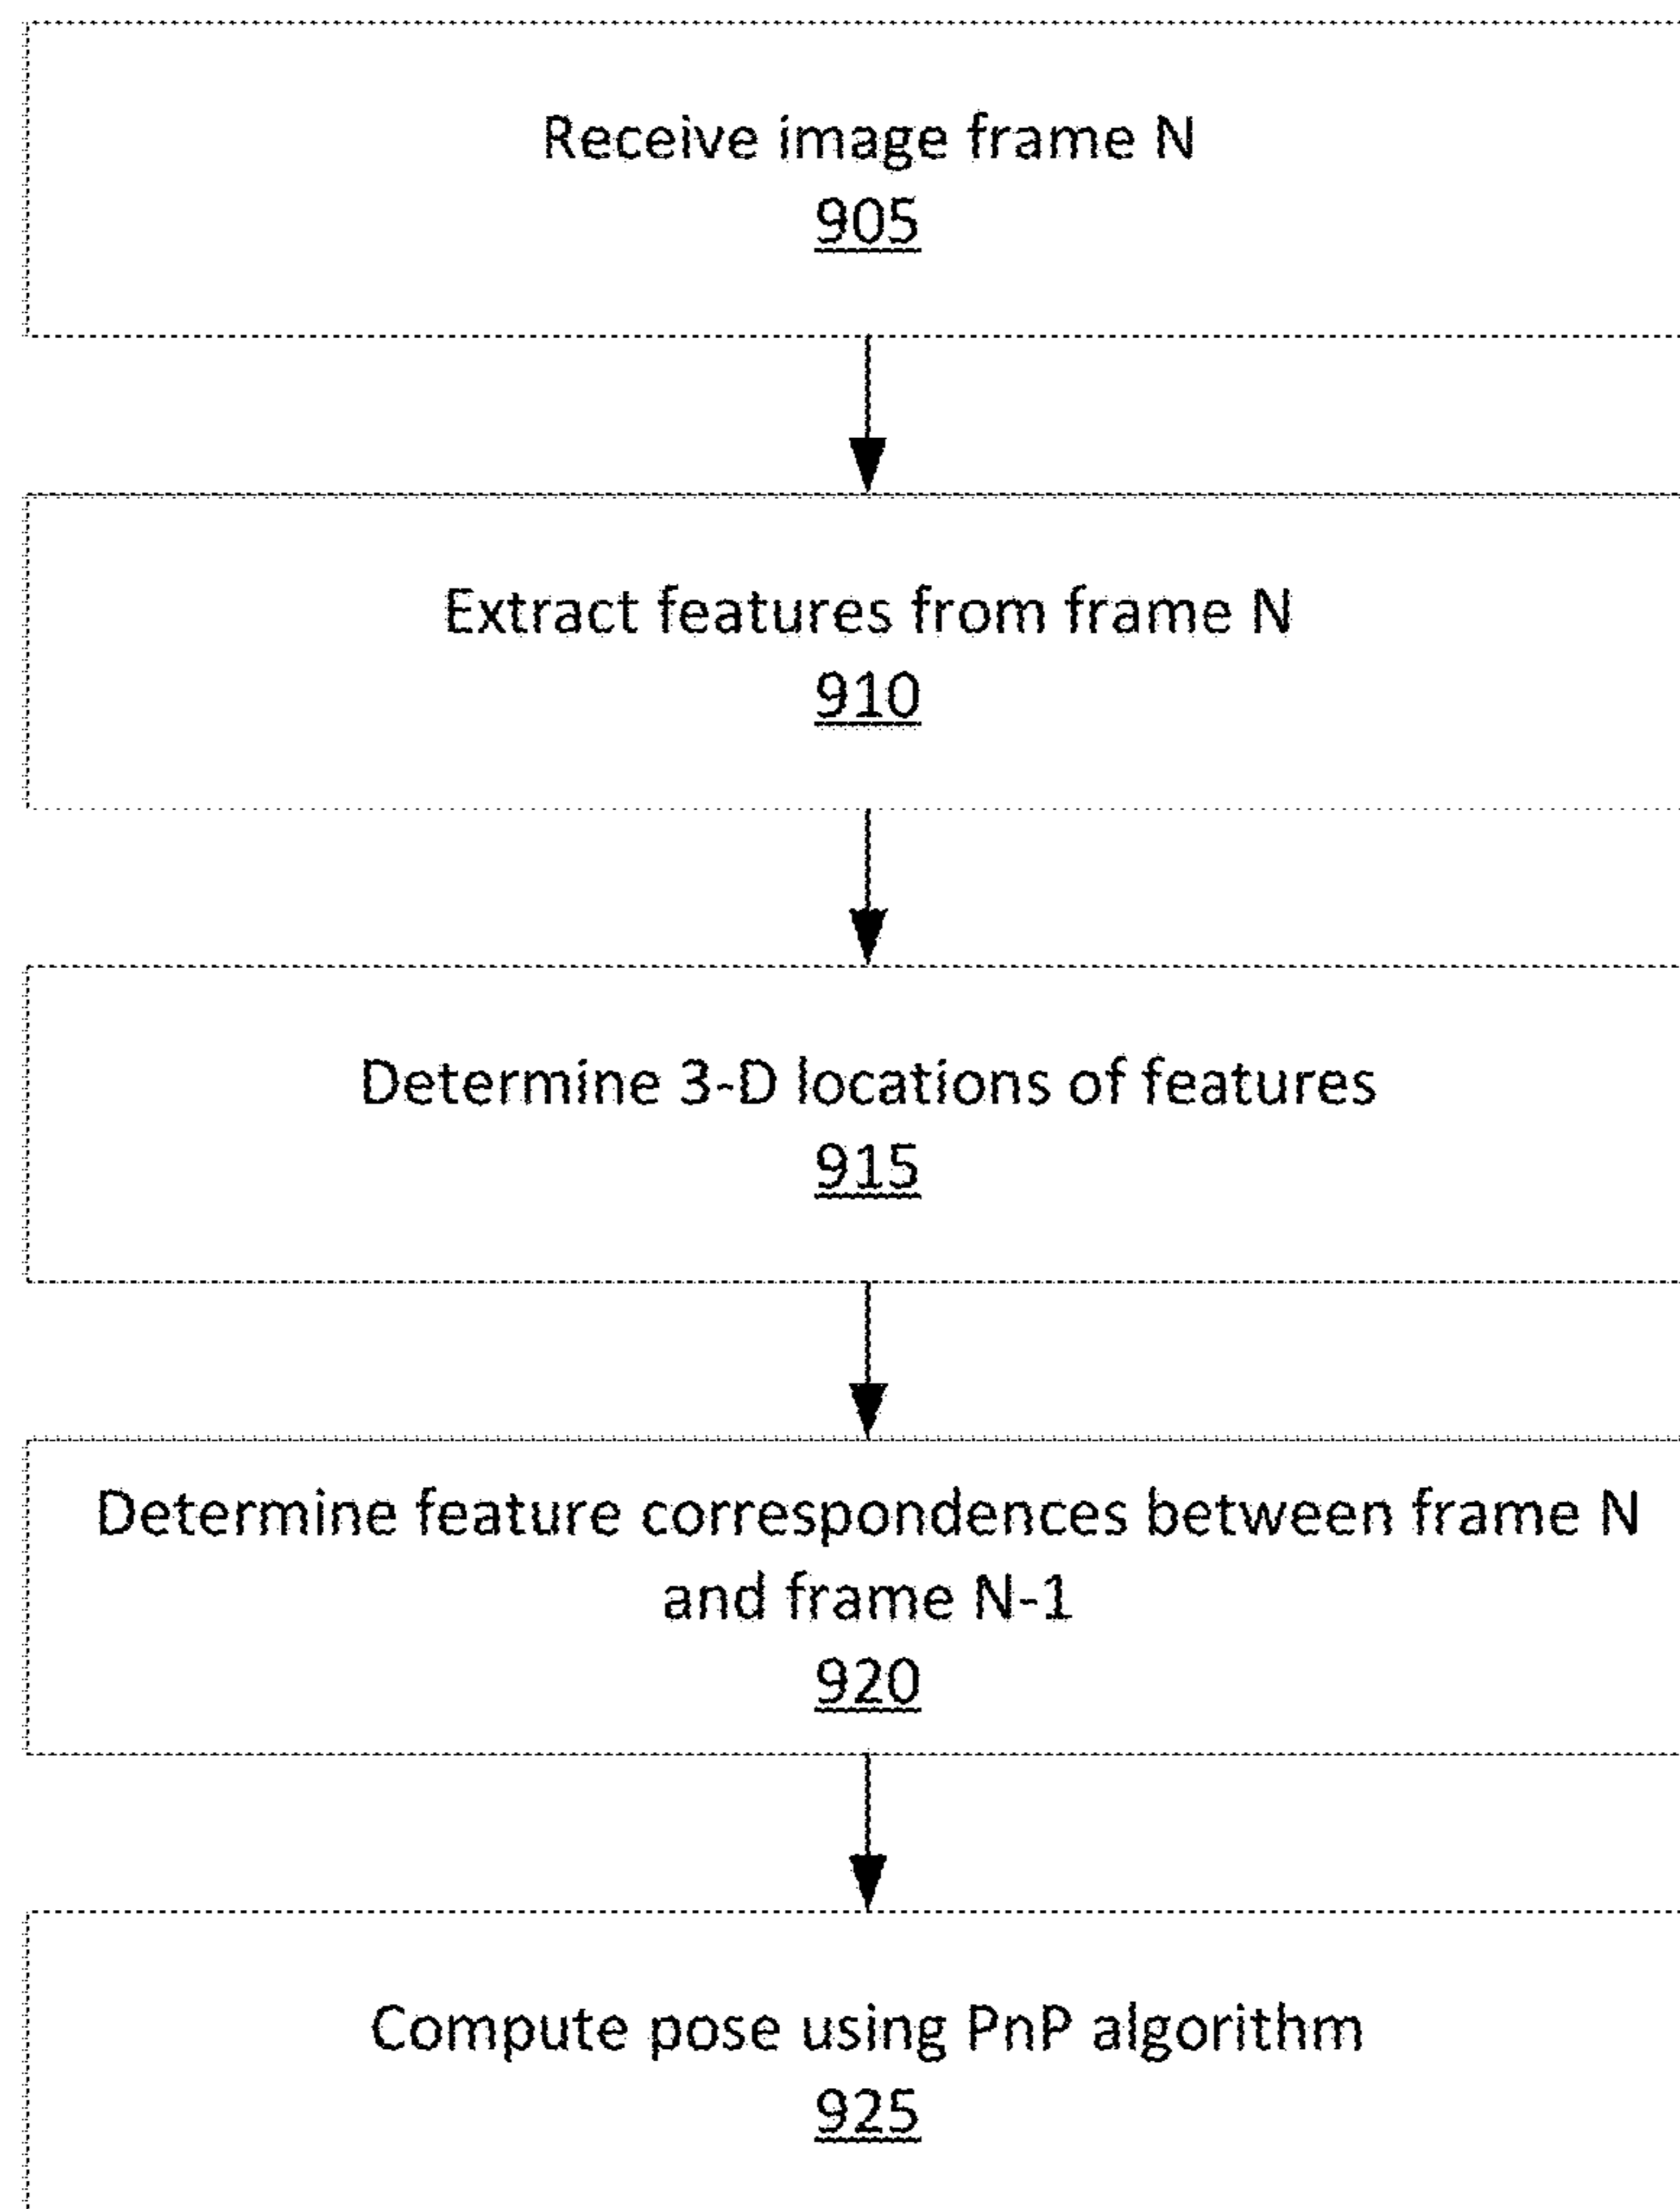 Receive image frame N
905
Extract features from frame N
910
Determine 3-D locations of features
915
Determine feature correspondences between frame N
and frame N-1
920
Compute pose using PnP algorithm
925